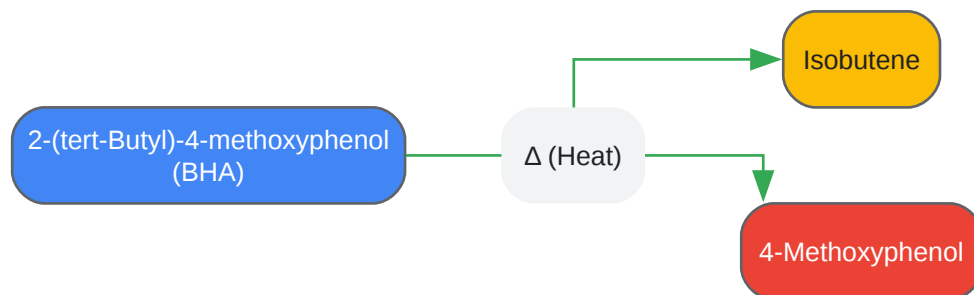 Isobutene
2-(tert-Butyl)-4-methoxyphenol
(BHA)
Δ (Heat)
4-Methoxyphenol